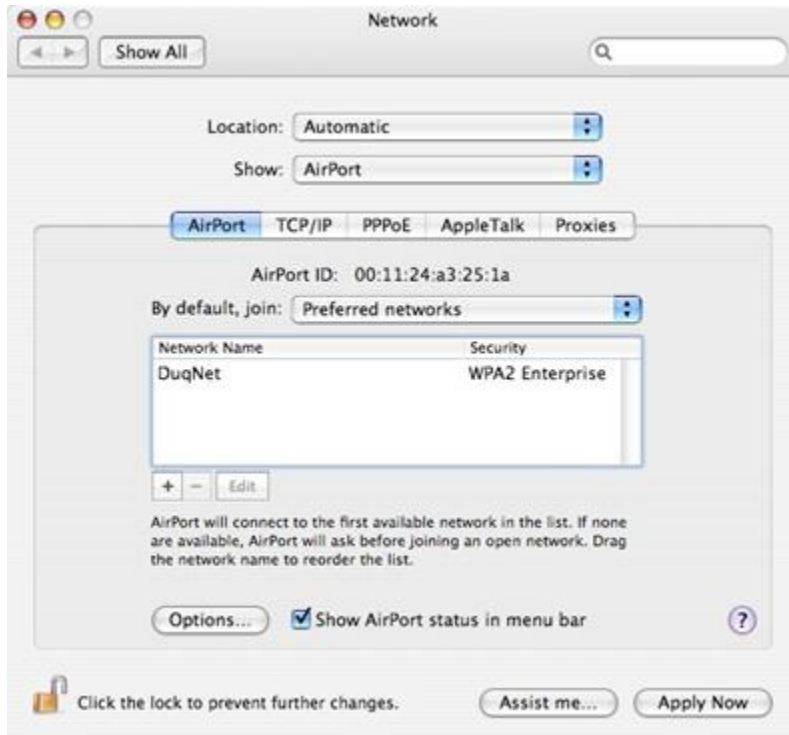 Network
Show All
Location: Automatic
Show: AirPort
AirPort TCP/IP PPPoE AppleTalk Proxies
AirPort ID: 00:11:24:a3:25:1a
By default, join: Preferred networks
Network Name Security
DuqNet WPA2 Enterprise
+ − Edit
AirPort will connect to the first available network in the list. If none
are available, AirPort will ask before joining an open network. Drag
the network name to reorder the list.
Options... Show AirPort status in menu bar ?
Click the lock to prevent further changes. Assist me... Apply Now